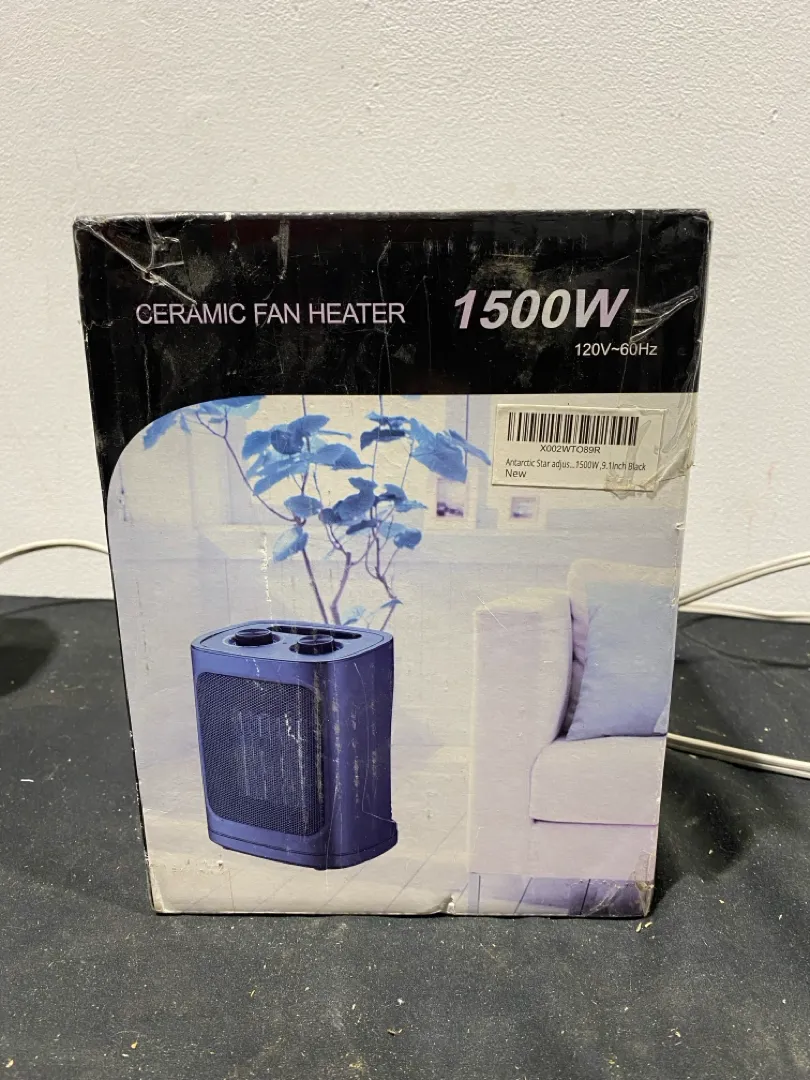 CERAMIC FAN HEATER 1500W
120V~60Hz
X002WTO89R
Antarctic Star adjus...1500W ,9.1Inch Black
New